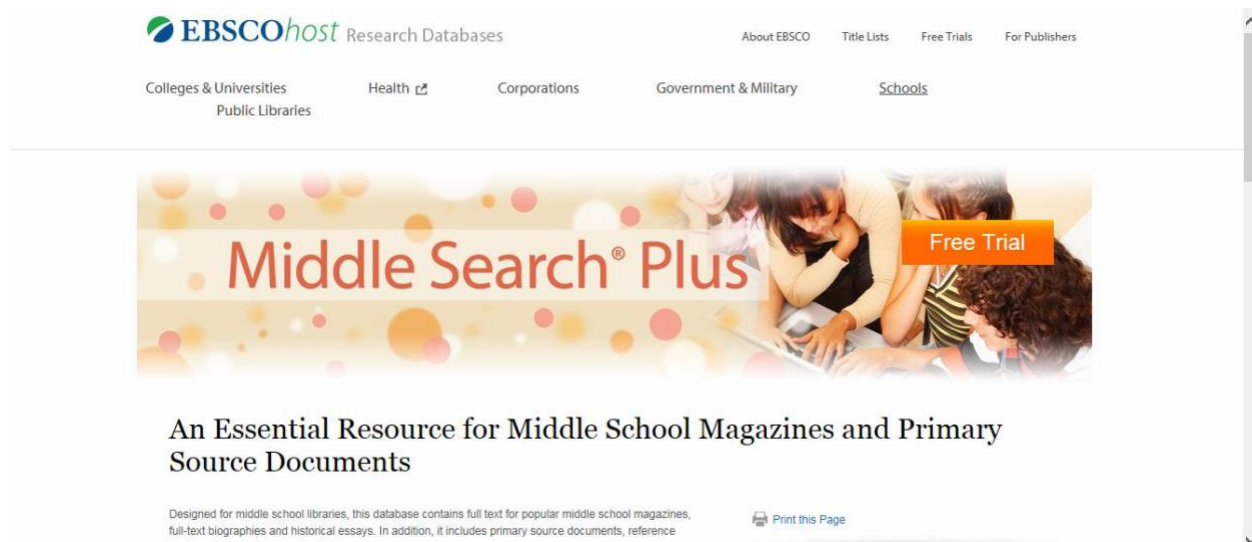 EBSCOhost Research Databases
About EBSCO Title Lists Free Trials For Publishers
Colleges & Universities Health Corporations Government & Military Schools
Public Libraries
Middle Search® Plus
Free Trial
An Essential Resource for Middle School Magazines and Primary
Source Documents
Designed for middle school libraries, this database contains full text for popular middle school magazines,
Print this Page
full-text biographies and historical essays. In addition, it includes primary source documents, reference